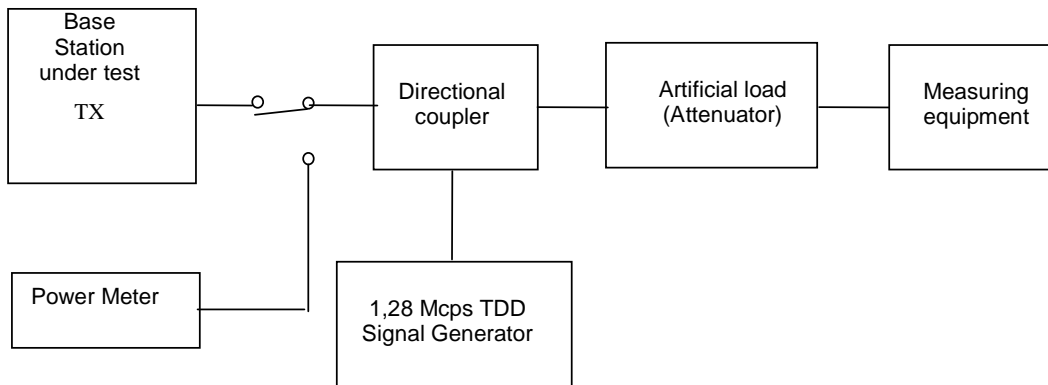 Base
Station
under test
TX
Directional
coupler
Artificial load
(Attenuator)
Measuring
equipment
Power Meter
1,28 Mcps TDD
Signal Generator